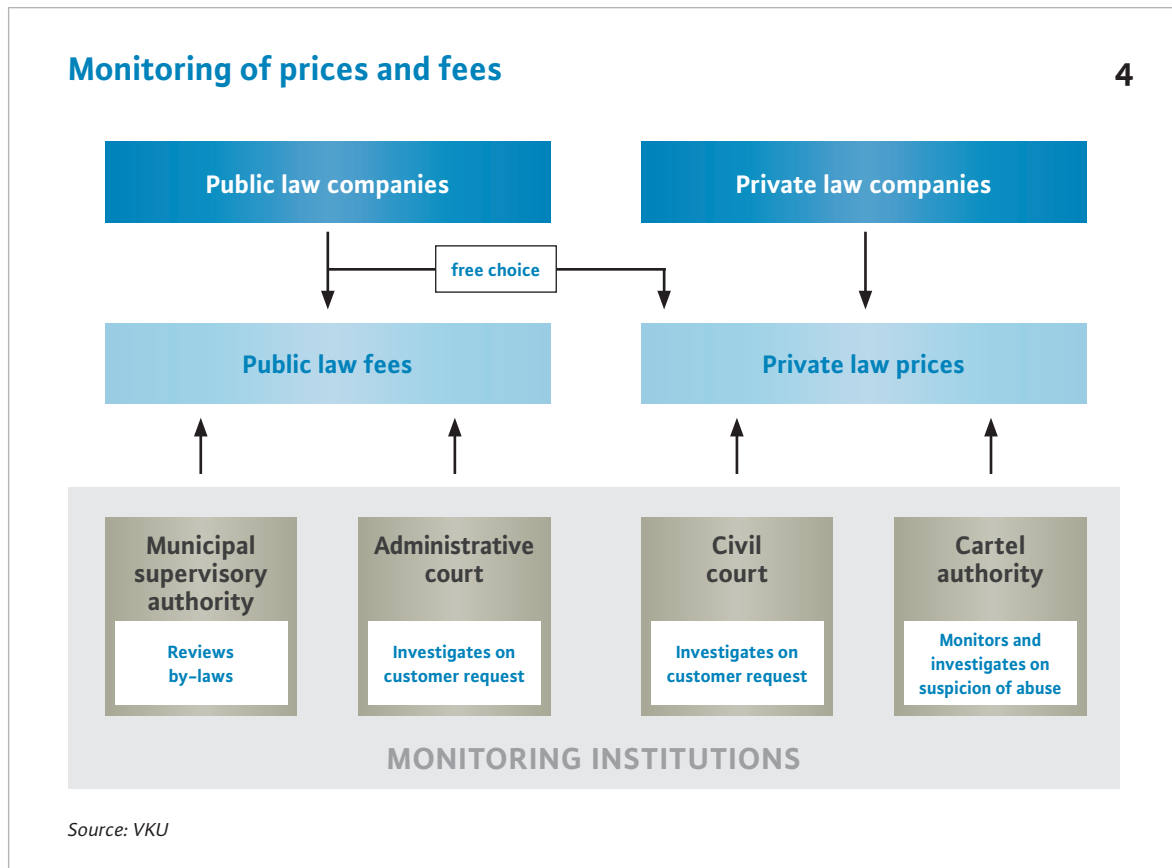 Monitoring of prices and fees
4
Public law companies
Private law companies
free choice
Public law fees
Private law prices
Municipal
supervisory
authority
Reviews
by-laws
Administrative
court
Investigates on
customer request
Civil
court
Investigates on
customer request
Cartel
authority
Monitors and
investigates on
suspicion of abuse
MONITORING INSTITUTIONS
Source: VKU